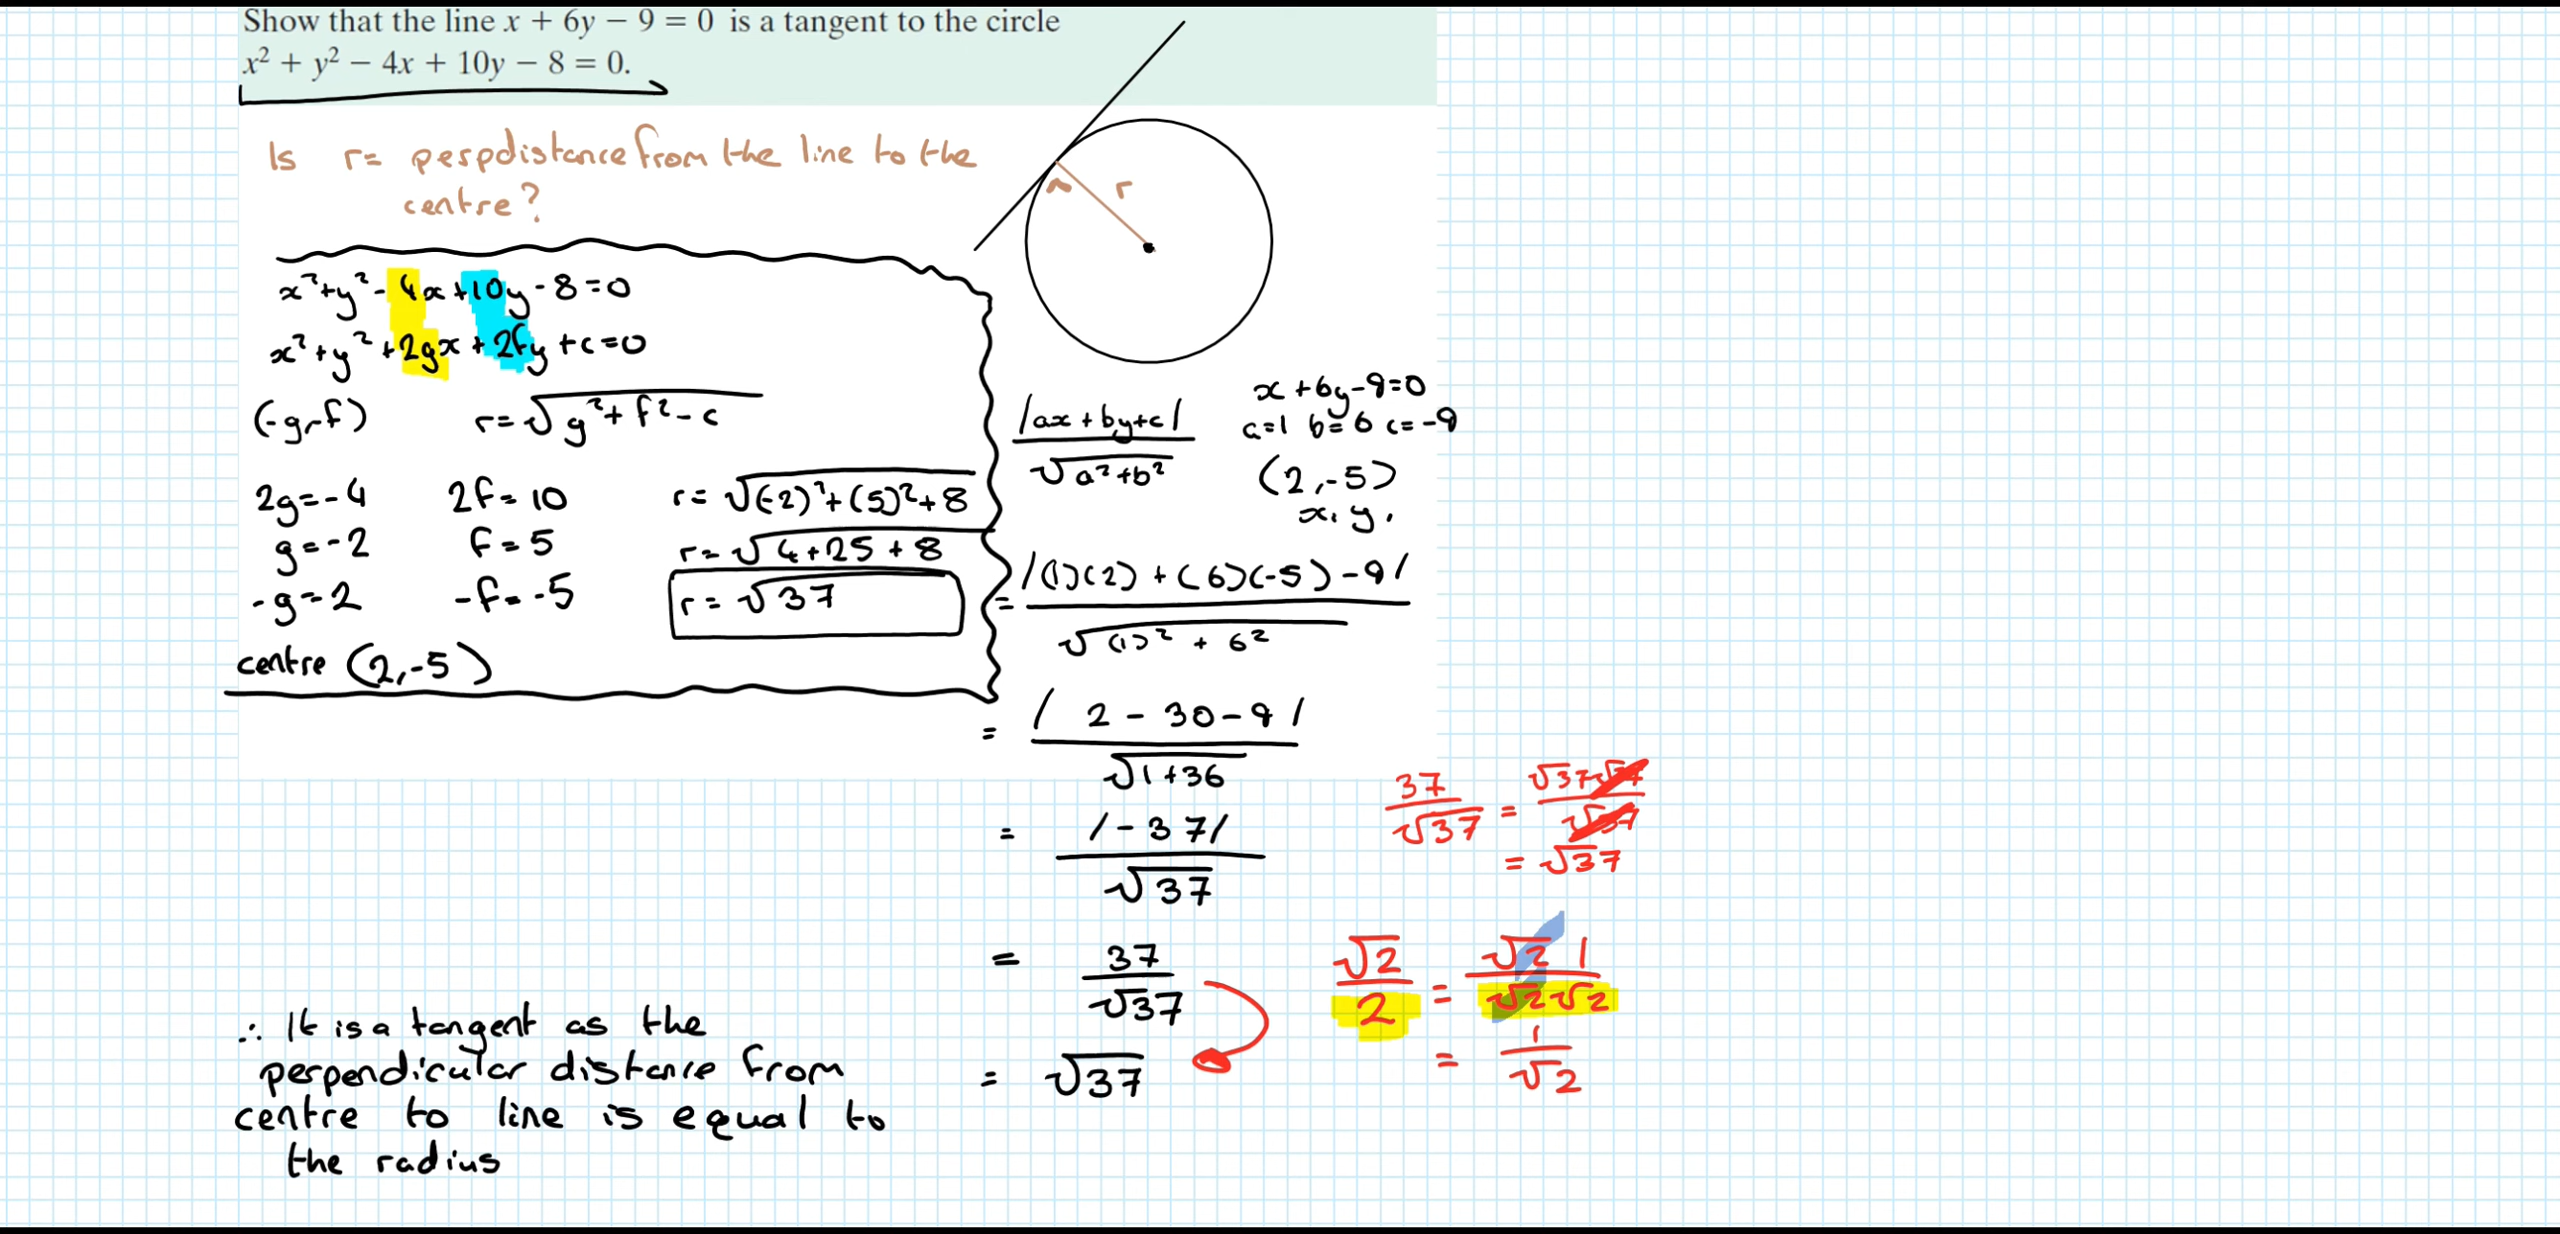 Show that the line x + 6y − 9 = 0 is a tangent to the circle
x² + y² − 4x + 10y − 8 = 0.
Is r= perpdistance from the line to the
centre?
r
x²+y²-4x+10y-8=0
x²+y²+2gx+2fy+c=0
(-g,-f) r=√(g²+f²-c)
2g=-4 2f=10 r=√((-2)²+(5)²+8)
g=-2 f=5 r=√(4+25+8)
-g=2 -f=-5 r=√37
centre (2,-5)
x+6y-9=0
|ax+by+c| a=1 b=6 c=-9
√(a²+b²) (2,-5)
x, y,
= |(1)(2)+(6)(-5)-9|
√((1)²+6²)
= |2-30-9|
√(1+36)
= |-37|
√37
= 37
√37
= √37
37/√37 = √37√37/√37
= √37
√2/2 = √2 1/√2√2
= 1/√2
∴ It is a tangent as the
perpendicular distance from
centre to line is equal to
the radius